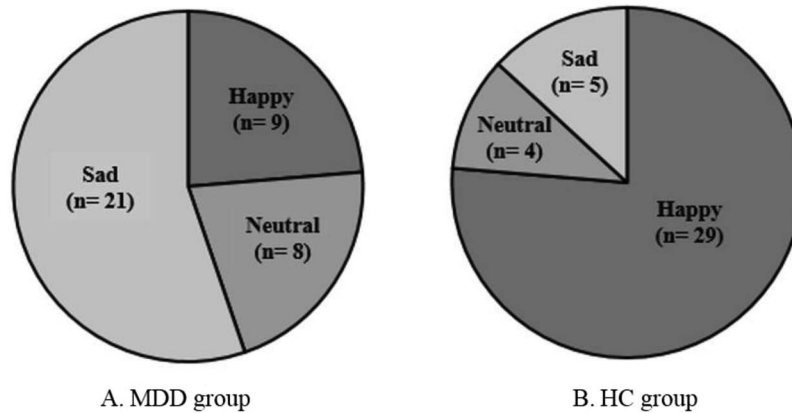 Happy
(n= 9)
Sad
(n= 21)
Neutral
(n= 8)
A. MDD group
Sad
(n= 5)
Neutral
(n= 4)
Happy
(n= 29)
B. HC group